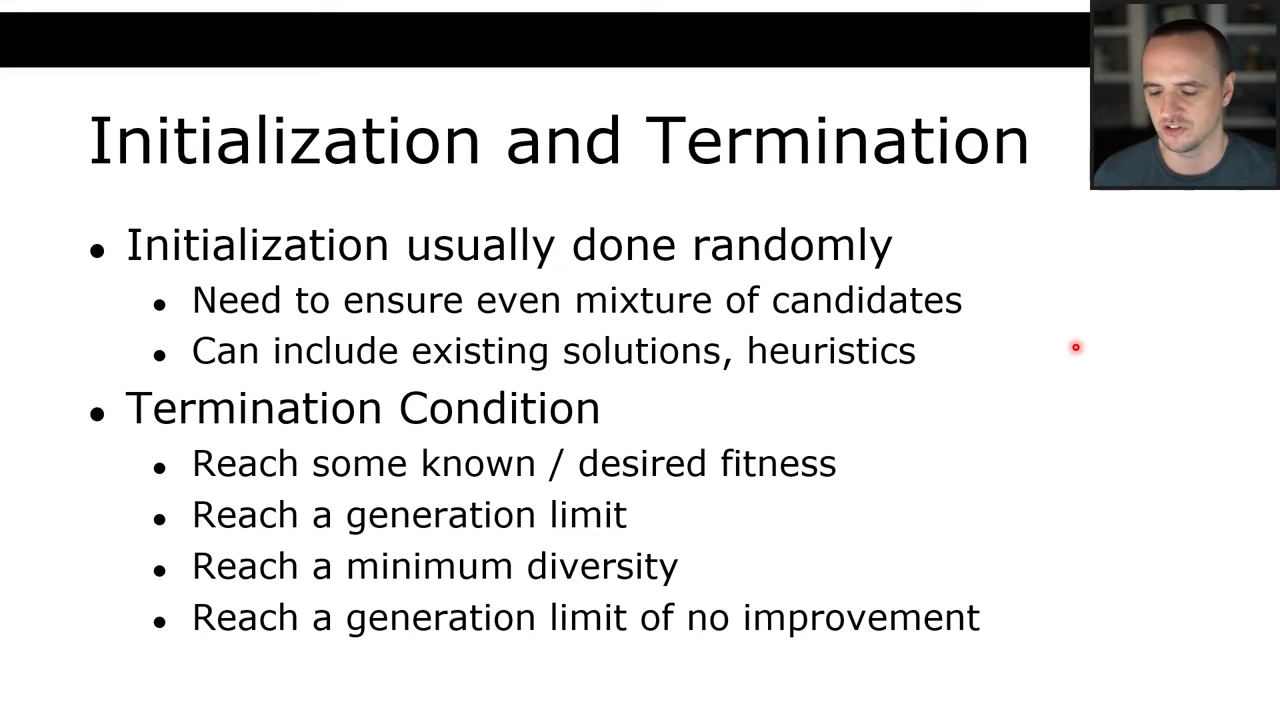 Initialization and Termination
• Initialization usually done randomly
• Need to ensure even mixture of candidates
• Can include existing solutions, heuristics
• Termination Condition
• Reach some known / desired fitness
• Reach a generation limit
• Reach a minimum diversity
• Reach a generation limit of no improvement